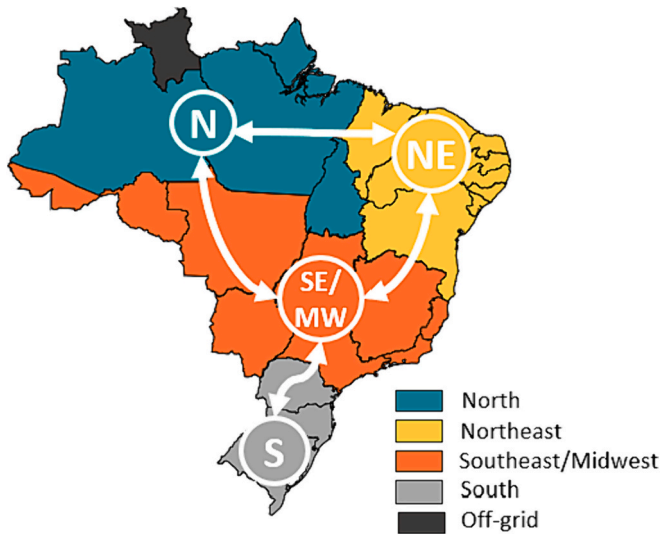 N
NE
SE/
MW
S
North
Northeast
Southeast/Midwest
South
Off-grid